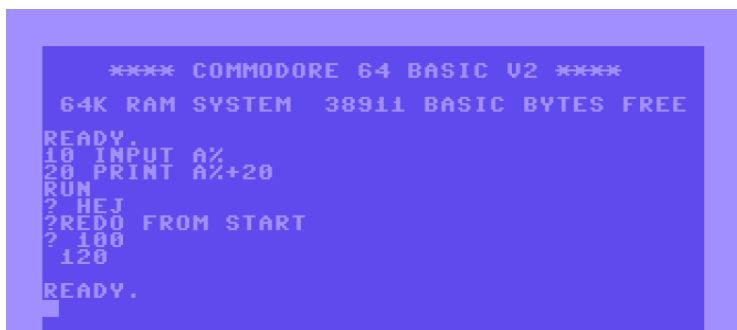 **** COMMODORE 64 BASIC V2 ****
64K RAM SYSTEM 38911 BASIC BYTES FREE
READY.
10 INPUT A%
20 PRINT A%+20
RUN
? HEJ
?REDO FROM START
? 100
120
READY.